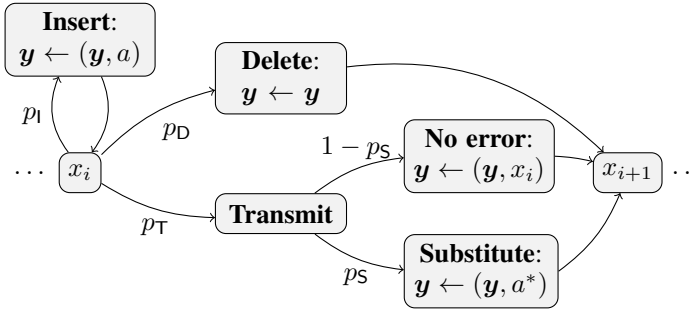 Insert:
y ← (y, a)
Delete:
y ← y
p_I
p_D
1 − p_S
No error:
y ← (y, x_i)
⋯ x_i
x_{i+1} ⋯
p_T
Transmit
p_S
Substitute:
y ← (y, a*)